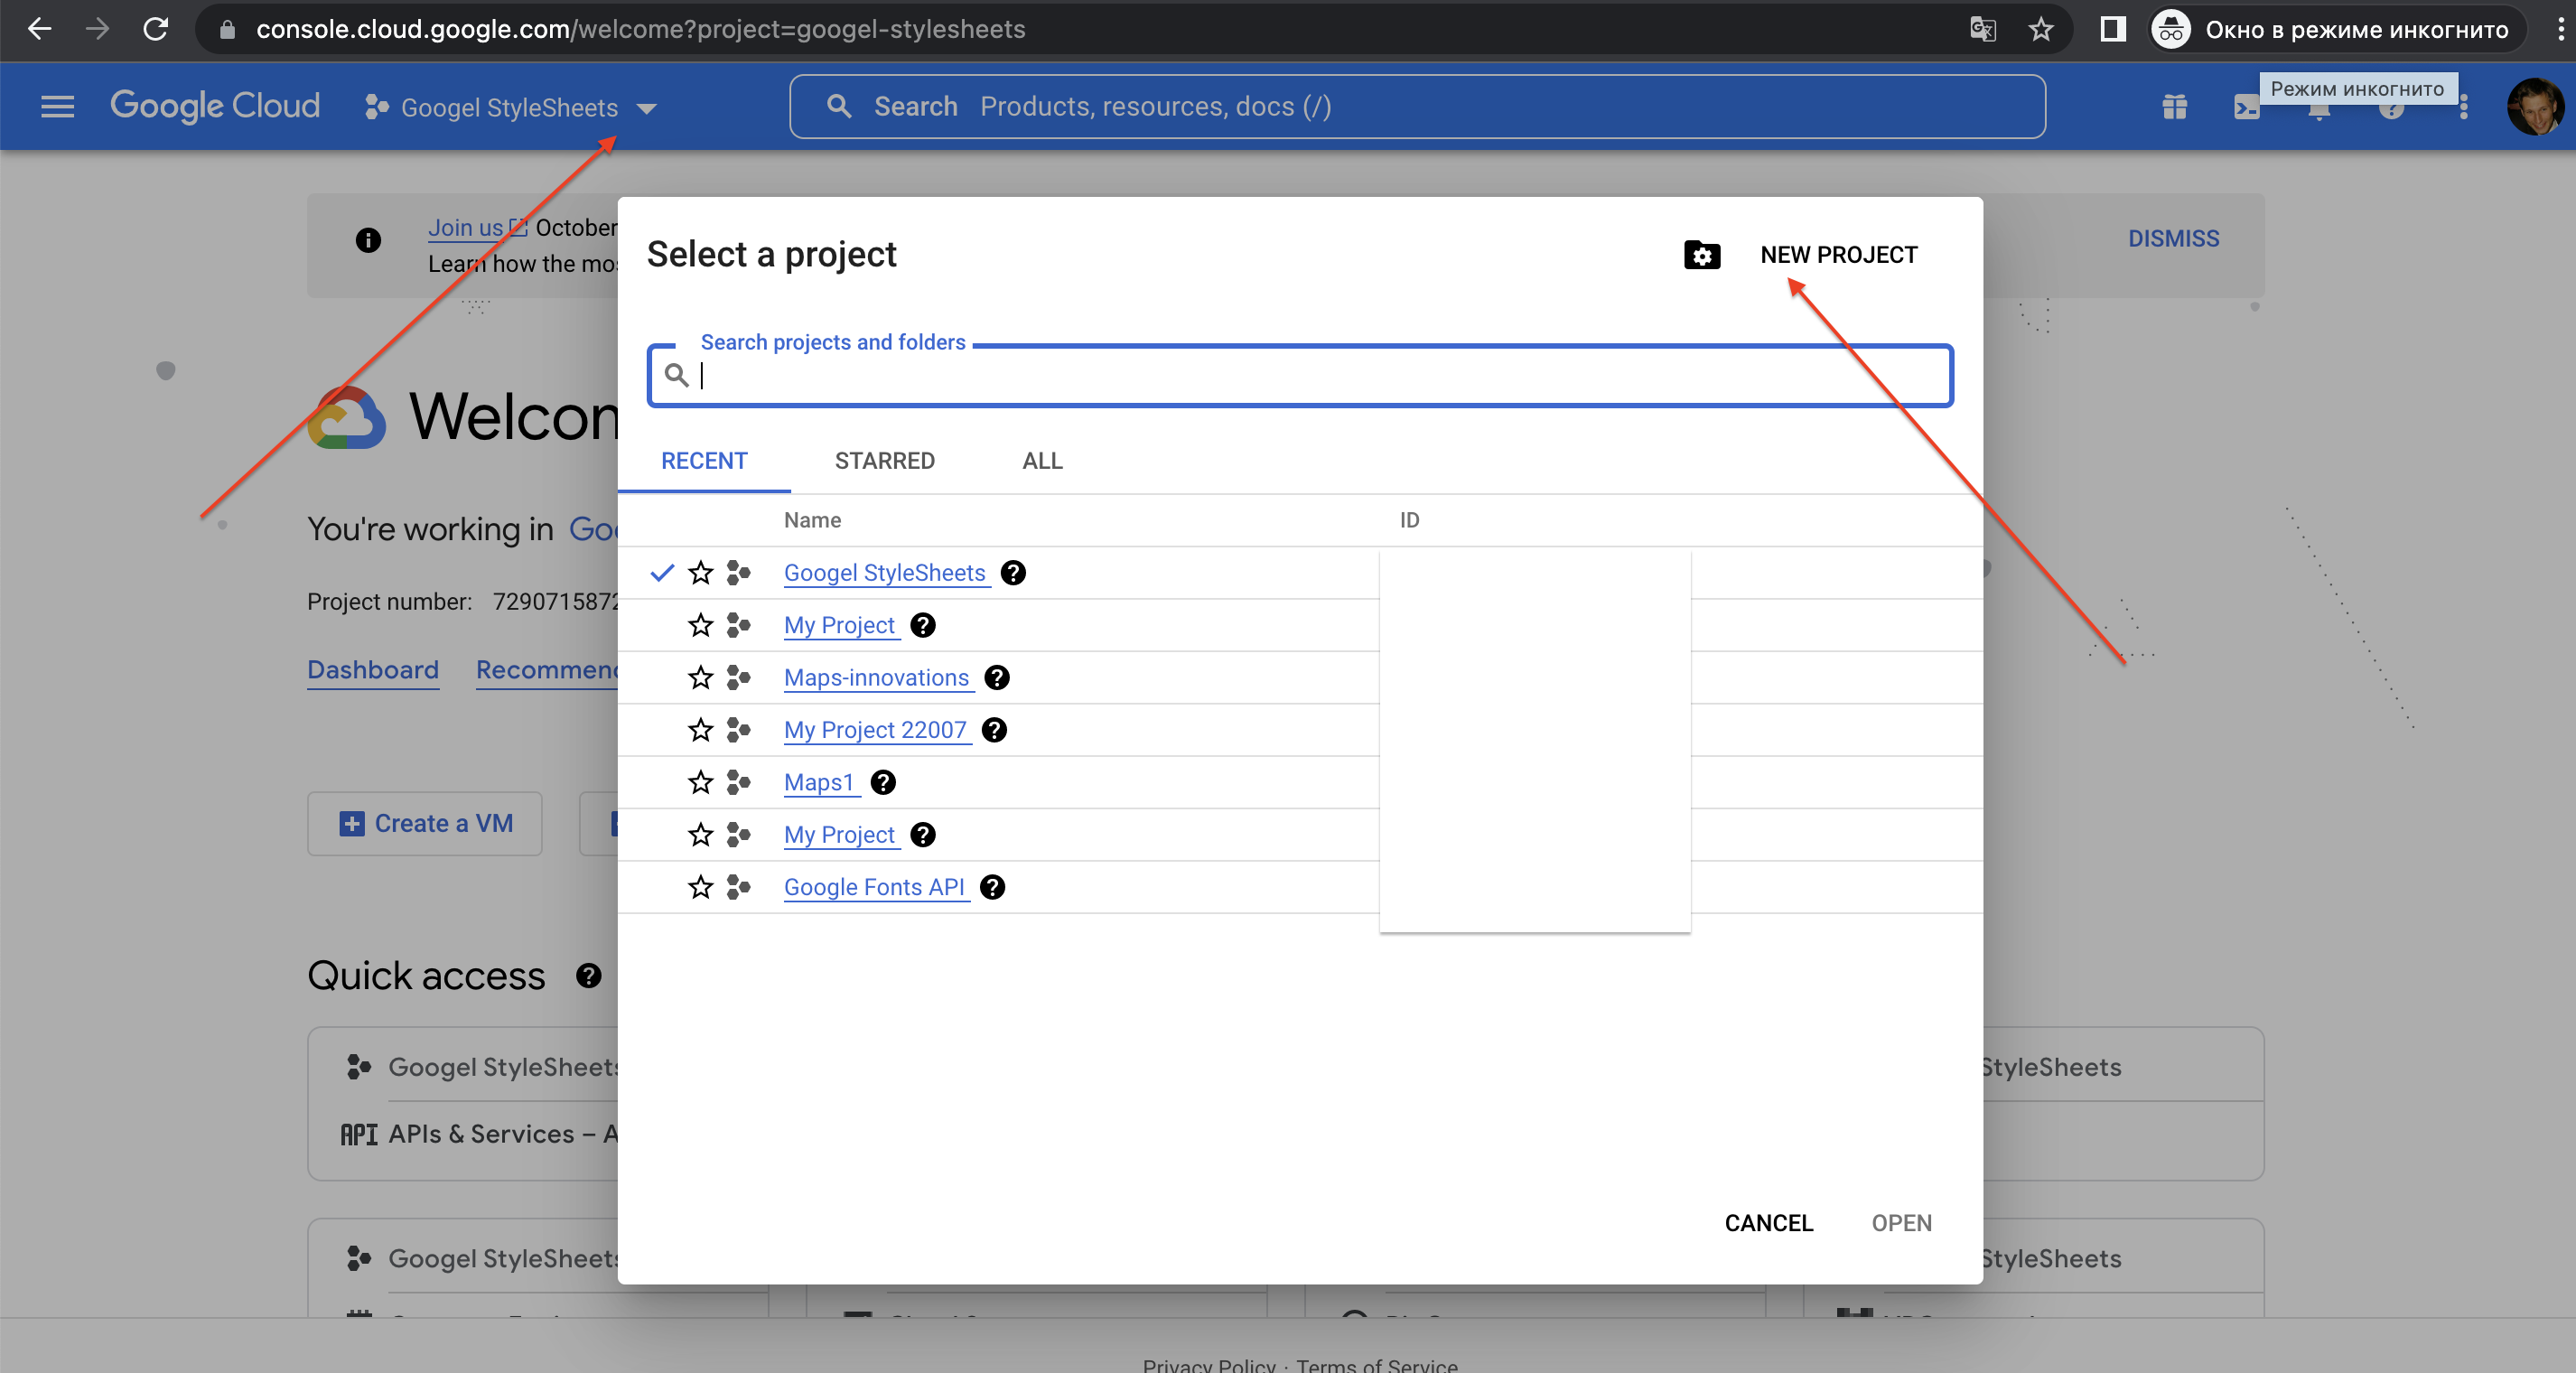 console.cloud.google.com/welcome?project=googel-stylesheets
Окно в режиме инкогнито
Google Cloud
Googel StyleSheets
Search Products, resources, docs (/)
Режим инкогнито
Join us October
Learn how the mo
DISMISS
Select a project
NEW PROJECT
Search projects and folders
Welcon
RECENT STARRED ALL
You're working in Goo
Name ID
Googel StyleSheets
Project number: 729071587
My Project
Dashboard Recommen
Maps-innovations
My Project 22007
Maps1
Create a VM
My Project
Google Fonts API
Quick access
Googel StyleSheets
StyleSheets
API APIs & Services – A
CANCEL OPEN
Googel StyleSheets
StyleSheets
Privacy Policy · Terms of Service